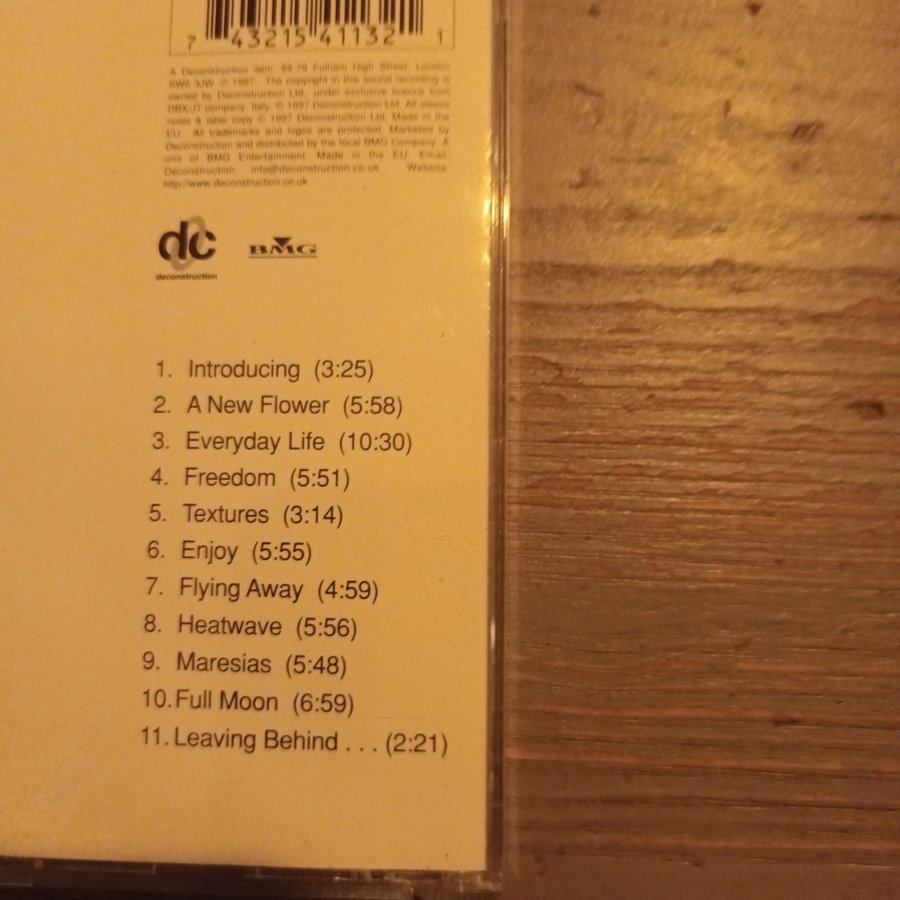 7 43215 41132 1
A Deconstruction item. 69-79 Fulham High Street, London
SW6 3JW. ℗ 1997. The copyright in this sound recording is
owned by Deconstruction Ltd., under exclusive licence from
DBX-IT company, Italy. © 1997 Deconstruction Ltd. All sleeve
notes & label copy © 1997 Deconstruction Ltd. Made in the
EU. All trademarks and logos are protected. Marketed by
Deconstruction and distributed by the local BMG Company. A
unit of BMG Entertainment. Made in the EU. Email:
Deconstruction info@deconstruction.co.uk Website:
http://www.deconstruction.co.uk
dc
BMG
deconstruction
1. Introducing (3:25)
2. A New Flower (5:58)
3. Everyday Life (10:30)
4. Freedom (5:51)
5. Textures (3:14)
6. Enjoy (5:55)
7. Flying Away (4:59)
8. Heatwave (5:56)
9. Maresias (5:48)
10. Full Moon (6:59)
11. Leaving Behind . . . (2:21)